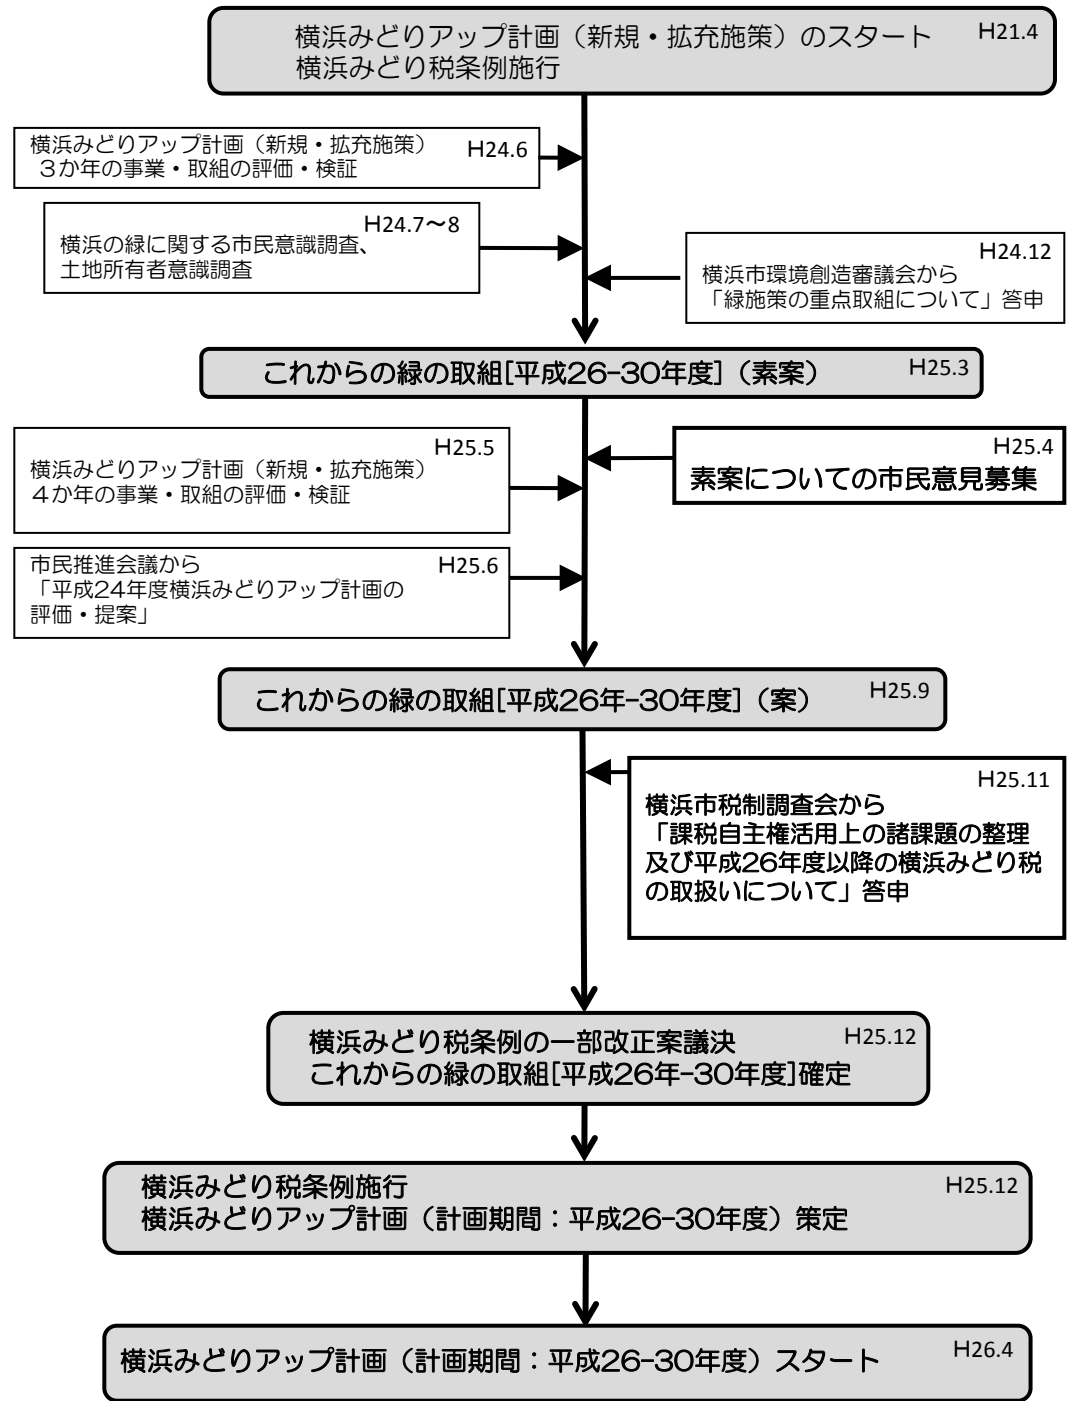 横浜みどりアップ計画（新規・拡充施策）のスタート H21.4
横浜みどり税条例施行
横浜みどりアップ計画（新規・拡充施策） H24.6
３か年の事業・取組の評価・検証
H24.7～8
横浜の緑に関する市民意識調査、
土地所有者意識調査
H24.12
横浜市環境創造審議会から
「緑施策の重点取組について」答申
これからの緑の取組[平成26-30年度]（素案） H25.3
H25.4
素案についての市民意見募集
H25.5
横浜みどりアップ計画（新規・拡充施策）
４か年の事業・取組の評価・検証
市民推進会議から H25.6
「平成24年度横浜みどりアップ計画の
評価・提案」
これからの緑の取組[平成26年-30年度]（案） H25.9
H25.11
横浜市税制調査会から
「課税自主権活用上の諸課題の整理
及び平成26年度以降の横浜みどり税
の取扱いについて」答申
横浜みどり税条例の一部改正案議決 H25.12
これからの緑の取組[平成26年-30年度]確定
横浜みどり税条例施行 H25.12
横浜みどりアップ計画（計画期間：平成26-30年度）策定
横浜みどりアップ計画（計画期間：平成26-30年度）スタート H26.4